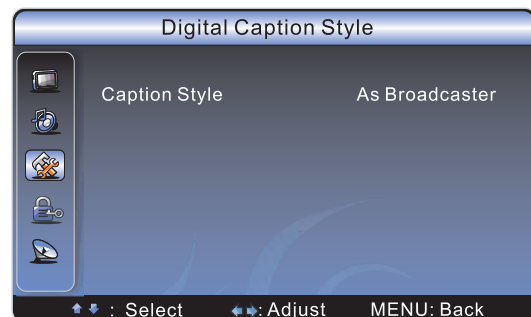 Digital Caption Style
Caption Style As Broadcaster
: Select : Adjust MENU: Back